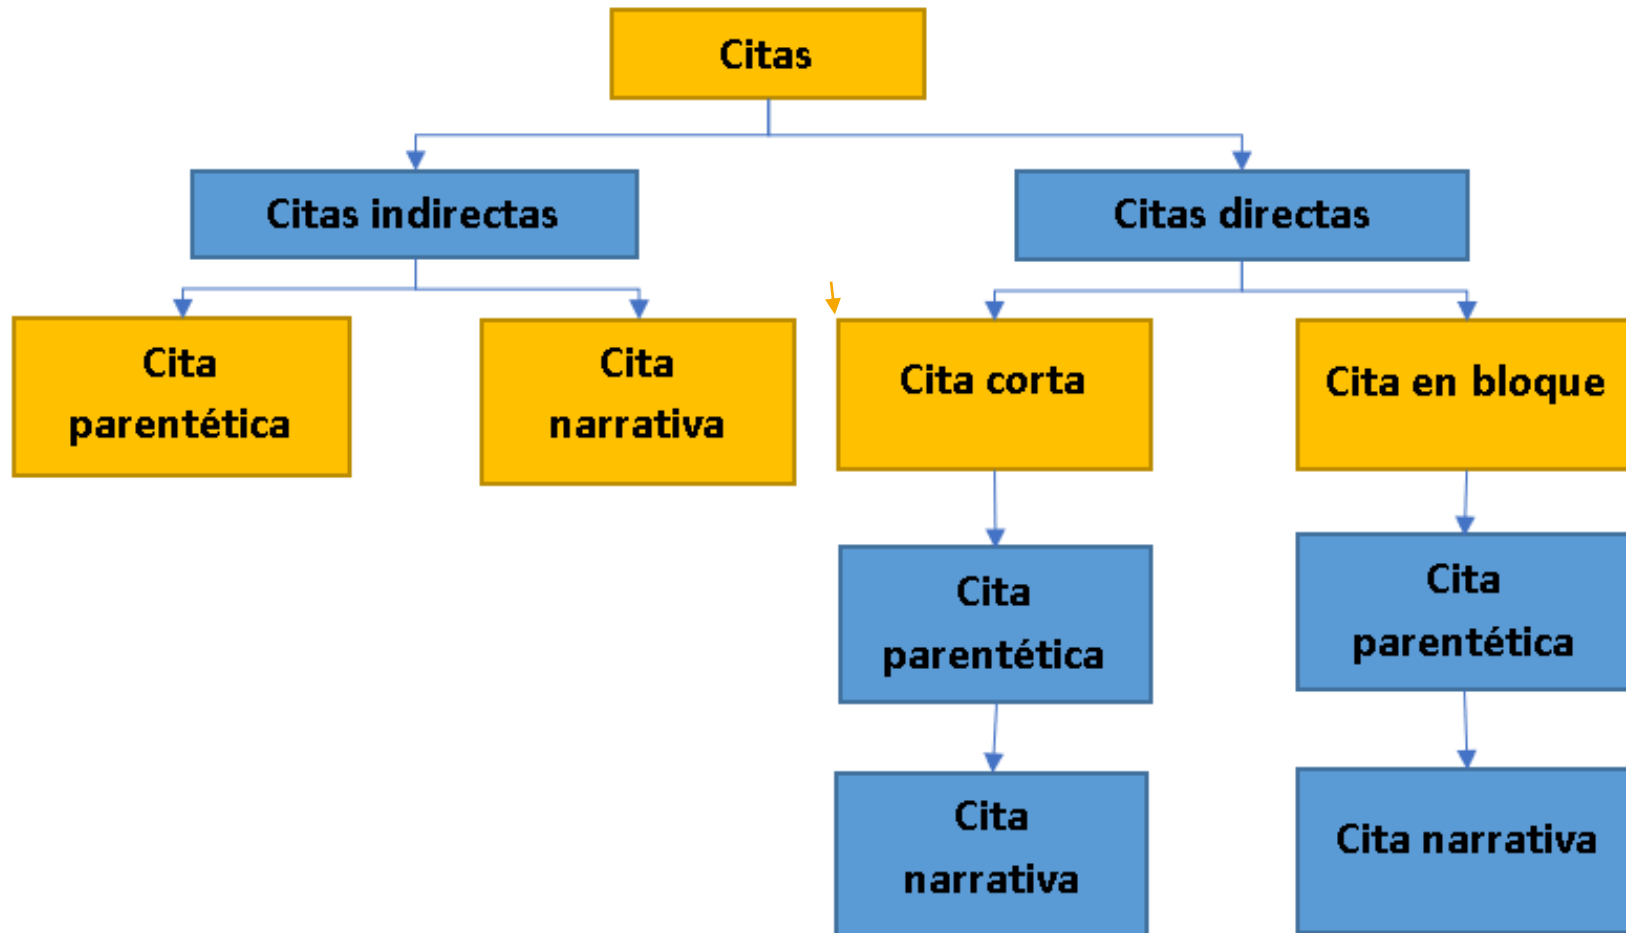 Citas
Citas indirectas
Citas directas
Cita
parentética
Cita
narrativa
Cita corta
Cita en bloque
Cita
parentética
Cita
parentética
Cita
narrativa
Cita narrativa